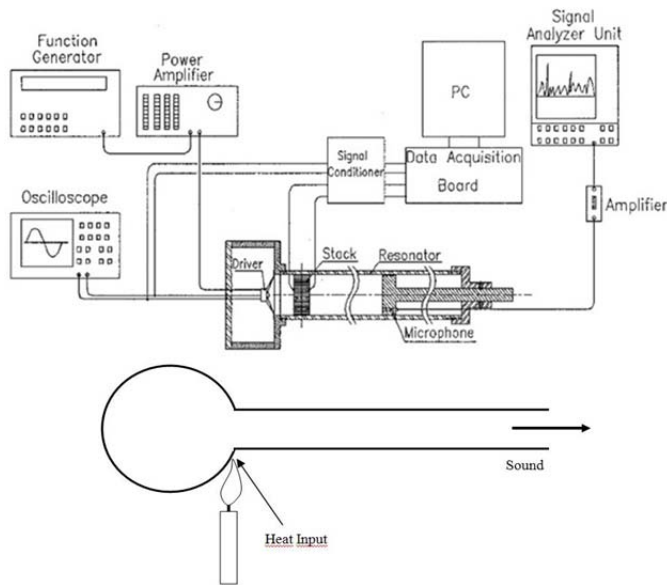 Function
Generator
Power
Amplifier
Signal
Analyzer Unit
PC
Signal
Conditioner
Data Acquisition
Board
Oscilloscope
Amplifier
Driver
Stack
Resonator
Microphone
Sound
Heat Input